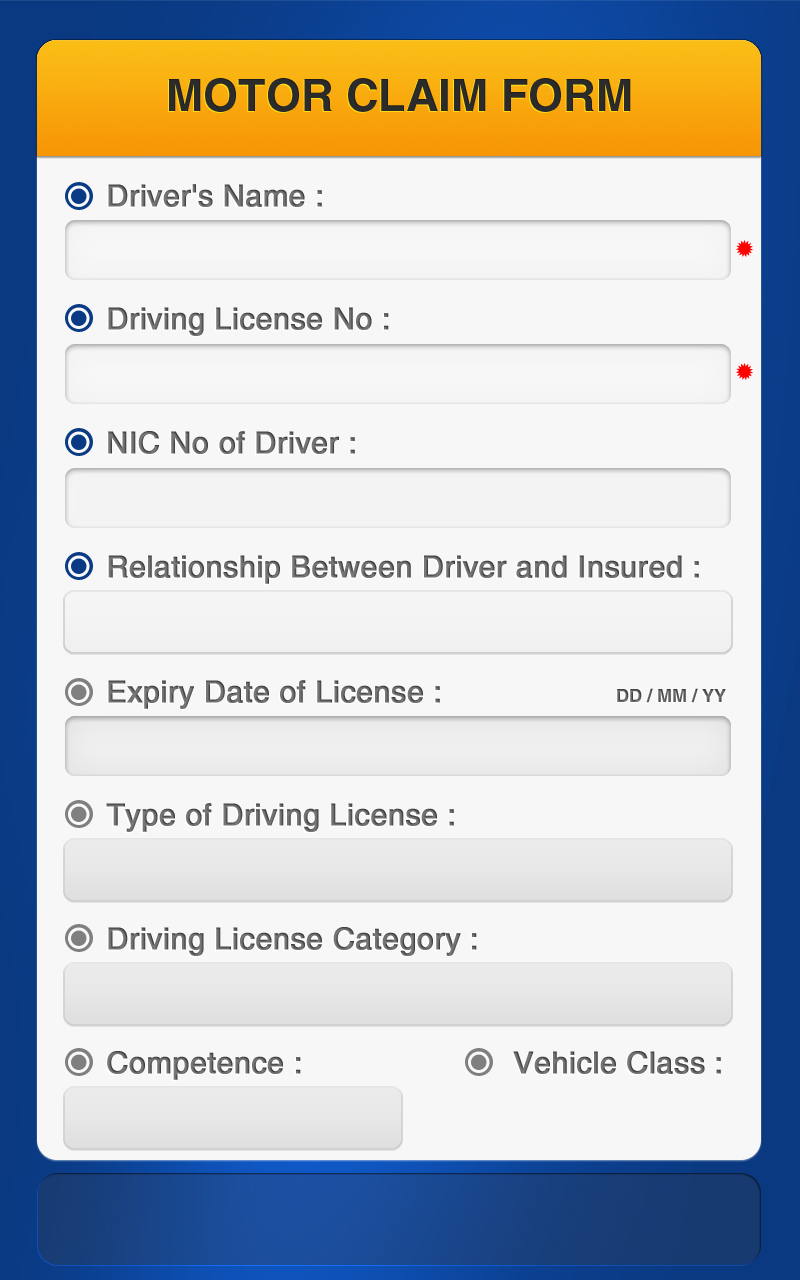 MOTOR CLAIM FORM
Driver's Name :
Driving License No :
NIC No of Driver :
Relationship Between Driver and Insured :
Expiry Date of License : DD / MM / YY
Type of Driving License :
Driving License Category :
Competence : Vehicle Class :